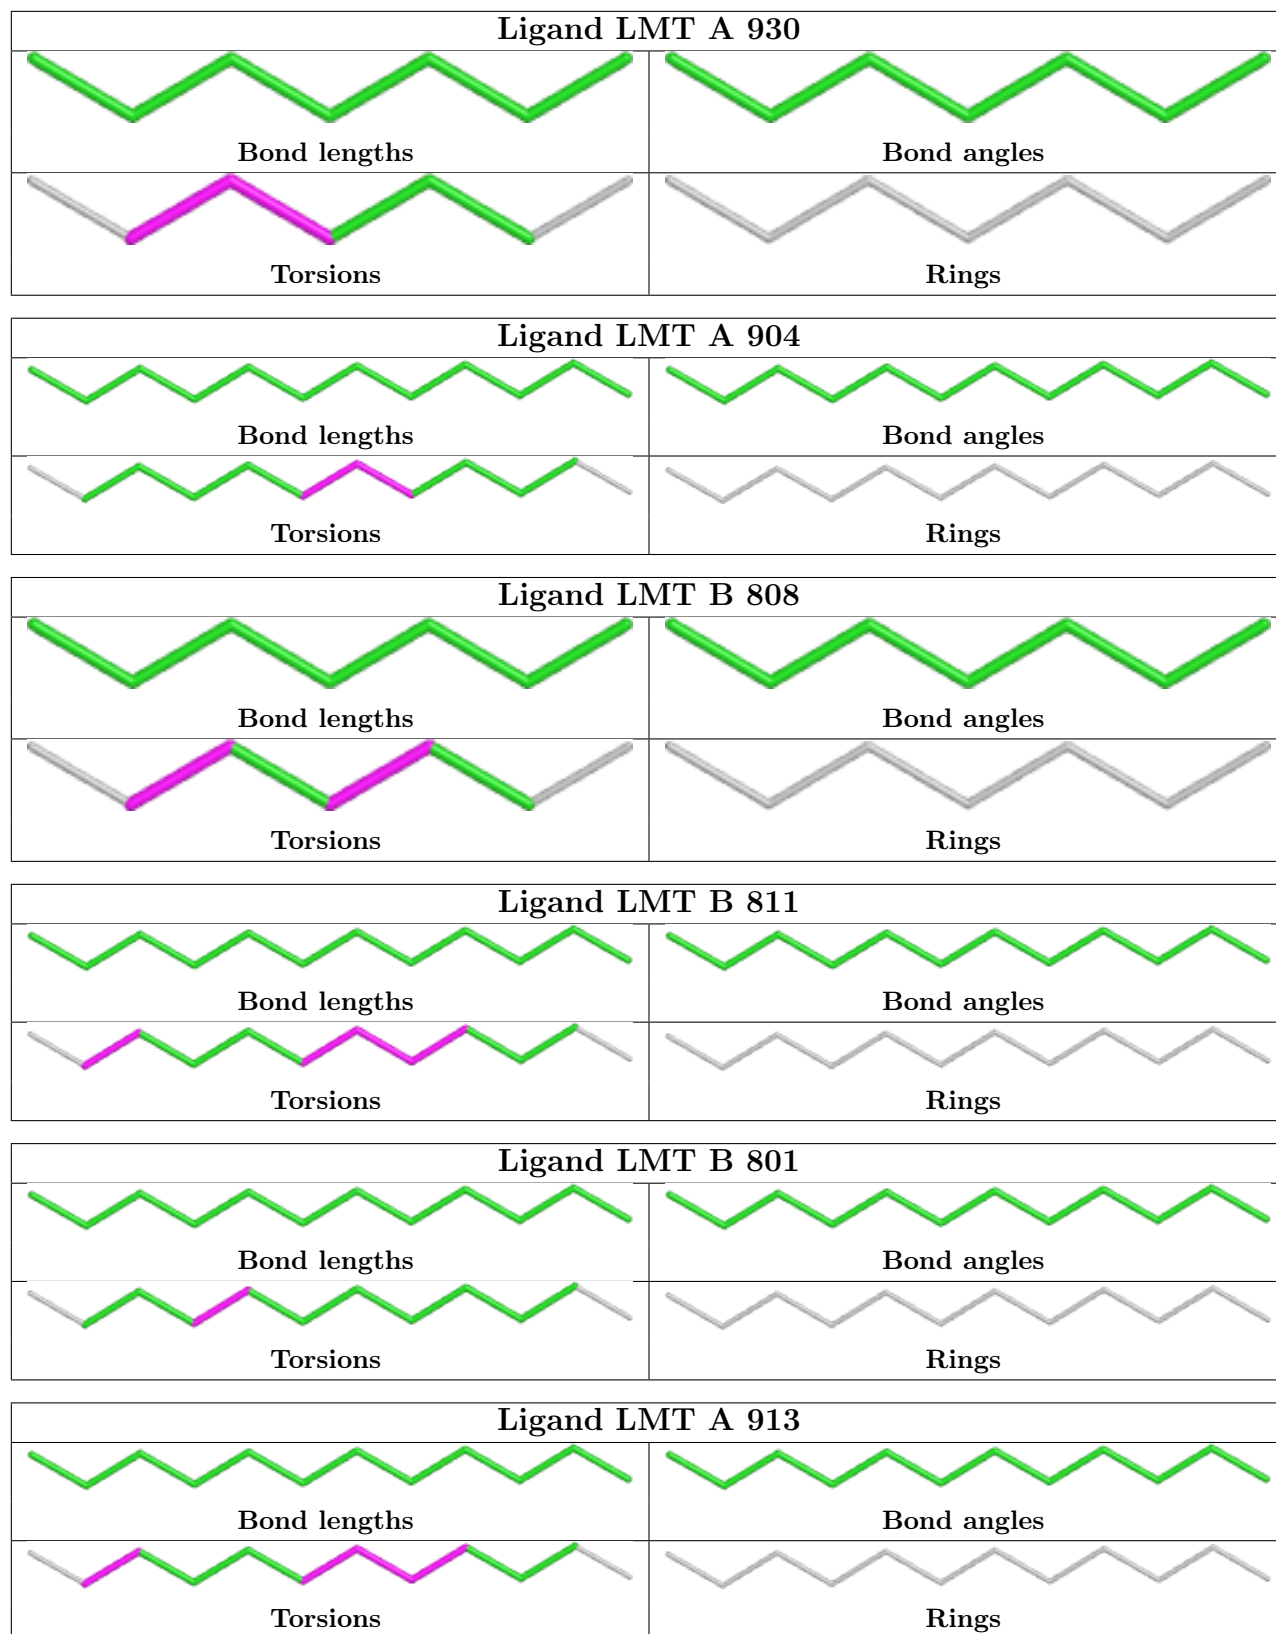 Ligand LMT A 930
Bond lengths
Bond angles
Torsions
Rings
Ligand LMT A 904
Bond lengths
Bond angles
Torsions
Rings
Ligand LMT B 808
Bond lengths
Bond angles
Torsions
Rings
Ligand LMT B 811
Bond lengths
Bond angles
Torsions
Rings
Ligand LMT B 801
Bond lengths
Bond angles
Torsions
Rings
Ligand LMT A 913
Bond lengths
Bond angles
Torsions
Rings